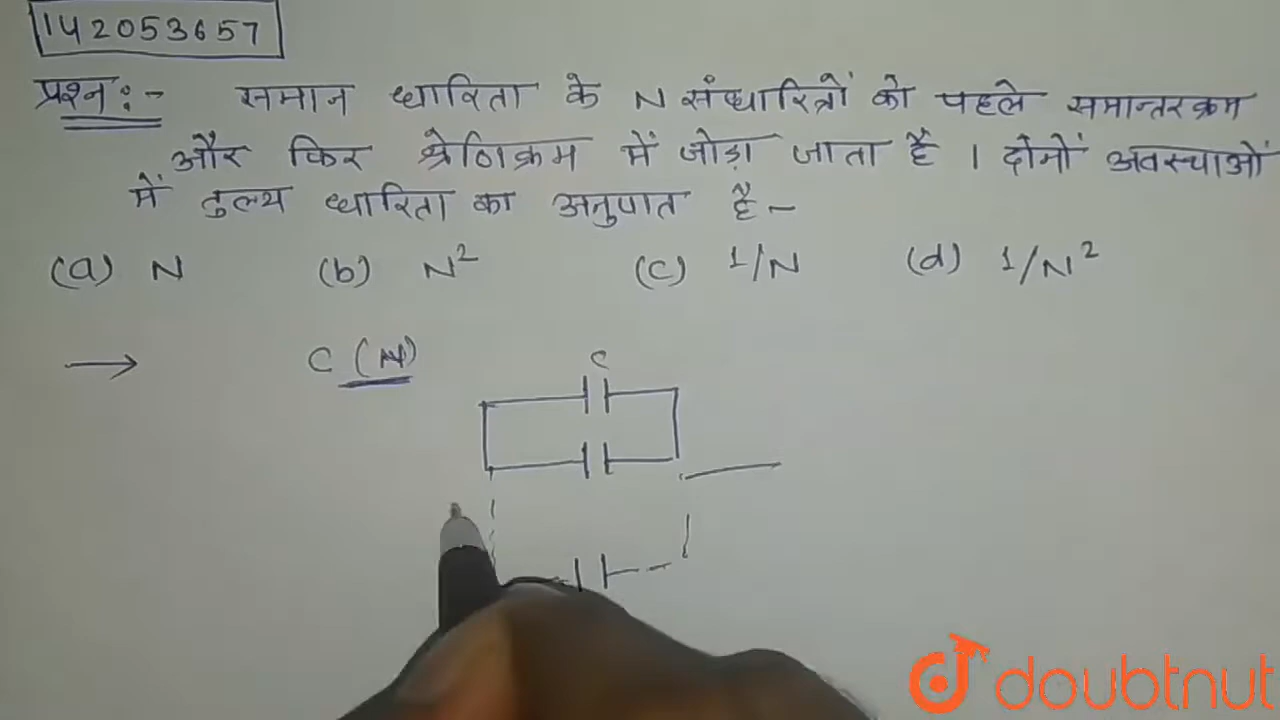 142053657
प्रश्न:- समान धारिता के N संधारित्रों को पहले समान्तरक्रम
और फिर श्रेणिक्रम में जोड़ा जाता है । दोनों अवस्थाओं
में तुल्य धारिता का अनुपात है -
(a) N (b) N² (c) 1/N (d) 1/N²
→ C (N)
C
doubtnut